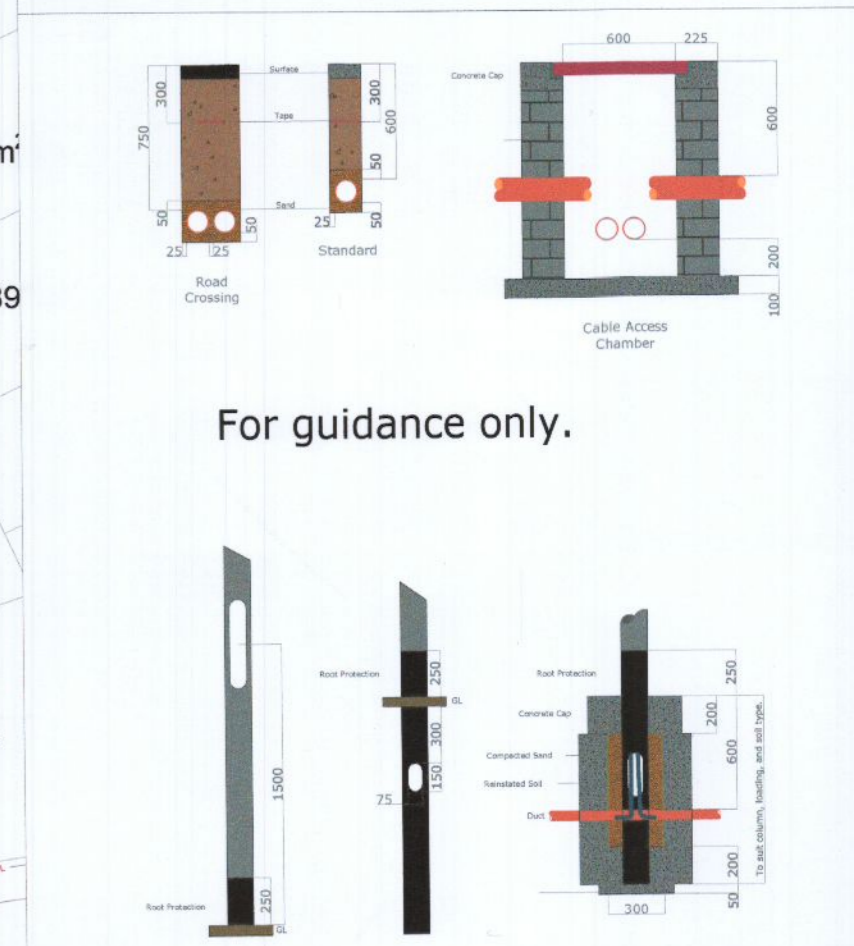 m²
39
300
750
50
25
25
50
Road
Crossing
Surface
Tape
Sand
300
600
50
50
25
Standard
Concrete Cap
600
225
600
200
100
Cable Access
Chamber
For guidance only.
1500
250
Root Protection
GL
Root Protection
250
GL
300
150
75
Root Protection
Concrete Cap
Compacted Sand
Reinstated Soil
Duct
250
200
600
200
50
300
To suit column, loading, and soil type.